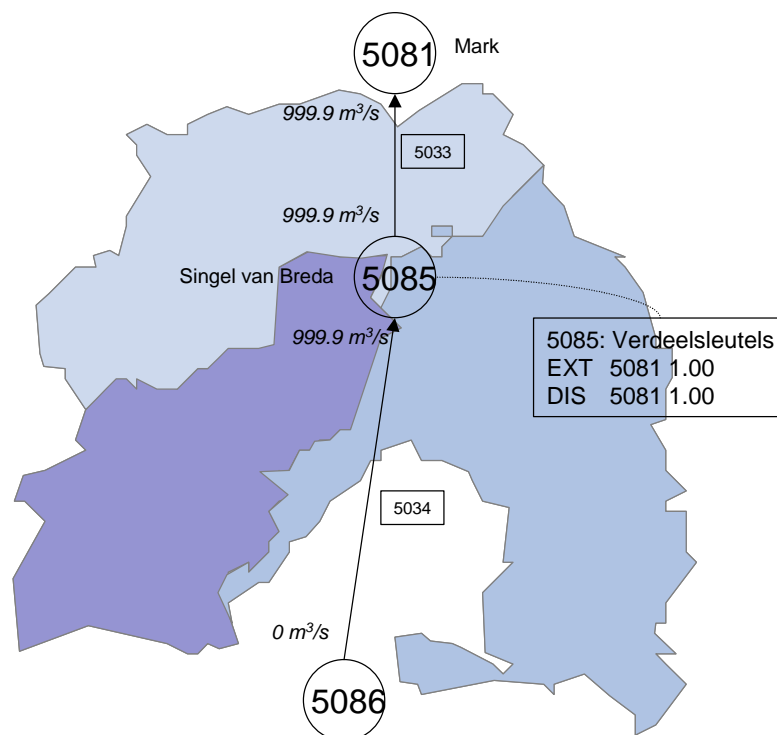 5081
Mark
999.9 m³/s
5033
999.9 m³/s
Singel van Breda
5085
999.9 m³/s
5085: Verdeelsleutels
EXT 5081 1.00
DIS 5081 1.00
5034
0 m³/s
5086